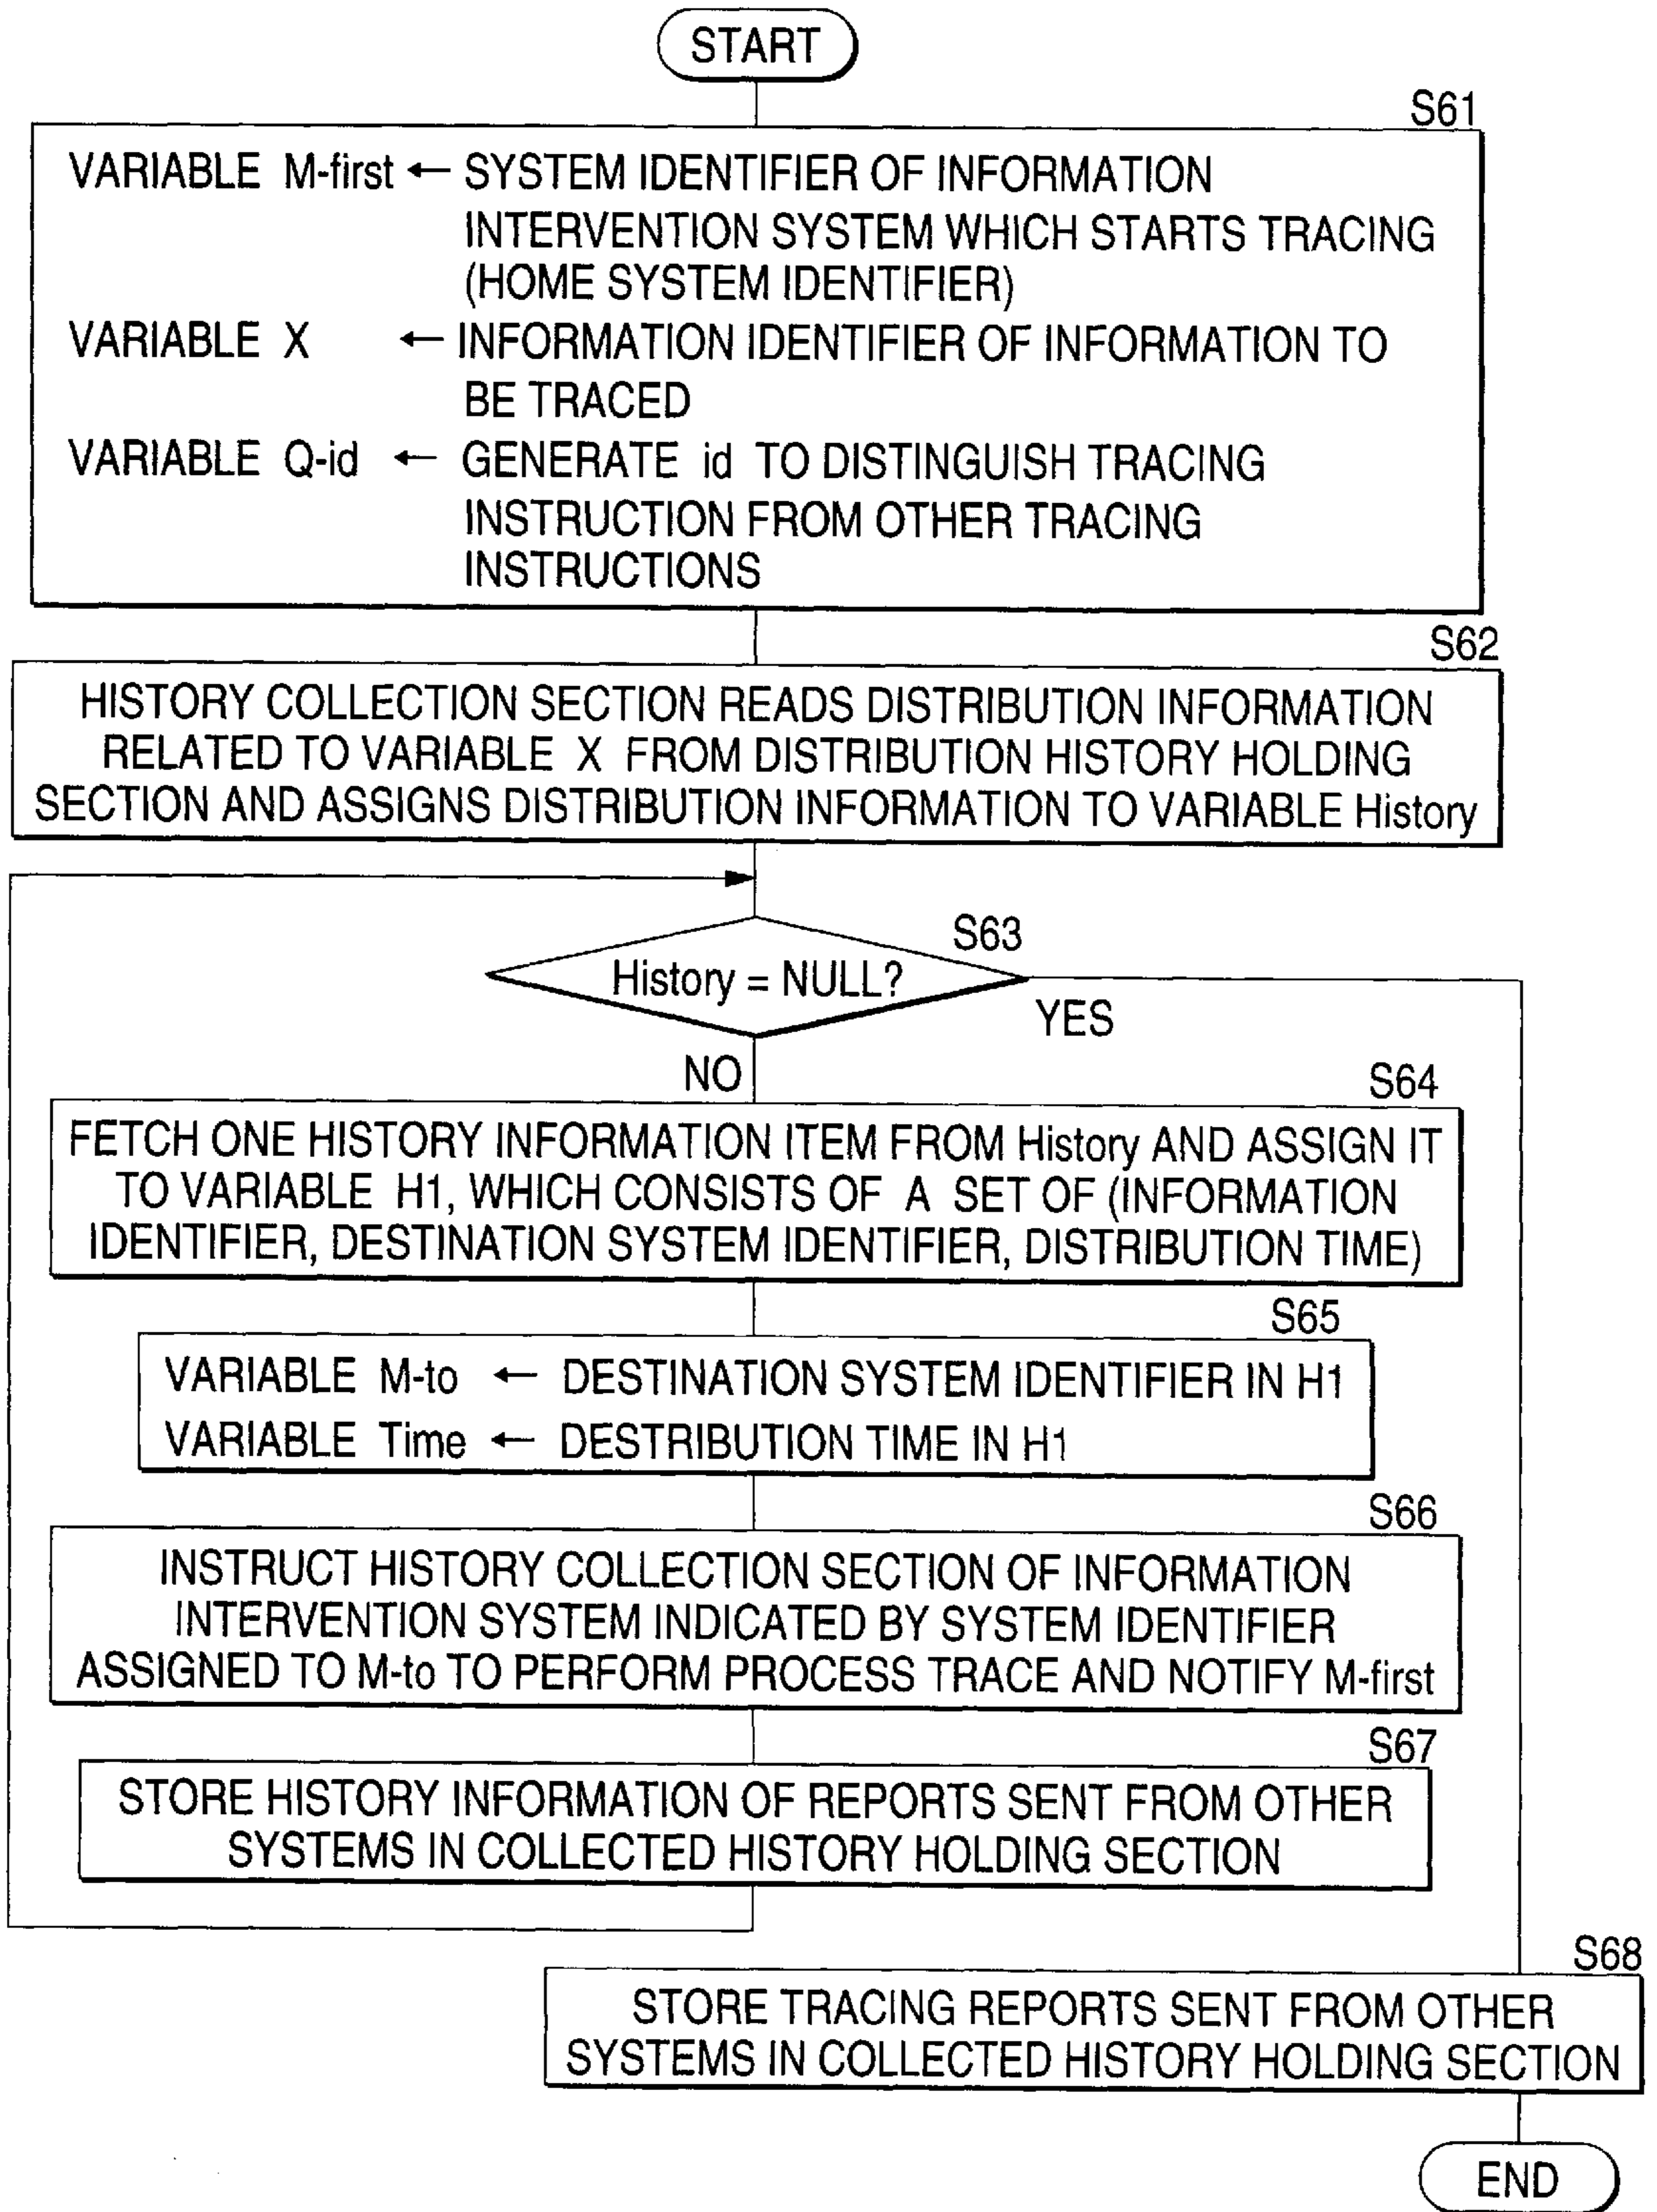 START
S61
VARIABLE M-first ← SYSTEM IDENTIFIER OF INFORMATION
INTERVENTION SYSTEM WHICH STARTS TRACING
(HOME SYSTEM IDENTIFIER)
VARIABLE X ← INFORMATION IDENTIFIER OF INFORMATION TO
BE TRACED
VARIABLE Q-id ← GENERATE id TO DISTINGUISH TRACING
INSTRUCTION FROM OTHER TRACING
INSTRUCTIONS
S62
HISTORY COLLECTION SECTION READS DISTRIBUTION INFORMATION
RELATED TO VARIABLE X FROM DISTRIBUTION HISTORY HOLDING
SECTION AND ASSIGNS DISTRIBUTION INFORMATION TO VARIABLE History
S63
History = NULL?
YES
NO
S64
FETCH ONE HISTORY INFORMATION ITEM FROM History AND ASSIGN IT
TO VARIABLE H1, WHICH CONSISTS OF A SET OF (INFORMATION
IDENTIFIER, DESTINATION SYSTEM IDENTIFIER, DISTRIBUTION TIME)
S65
VARIABLE M-to ← DESTINATION SYSTEM IDENTIFIER IN H1
VARIABLE Time ← DESTRIBUTION TIME IN H1
S66
INSTRUCT HISTORY COLLECTION SECTION OF INFORMATION
INTERVENTION SYSTEM INDICATED BY SYSTEM IDENTIFIER
ASSIGNED TO M-to TO PERFORM PROCESS TRACE AND NOTIFY M-first
S67
STORE HISTORY INFORMATION OF REPORTS SENT FROM OTHER
SYSTEMS IN COLLECTED HISTORY HOLDING SECTION
S68
STORE TRACING REPORTS SENT FROM OTHER
SYSTEMS IN COLLECTED HISTORY HOLDING SECTION
END